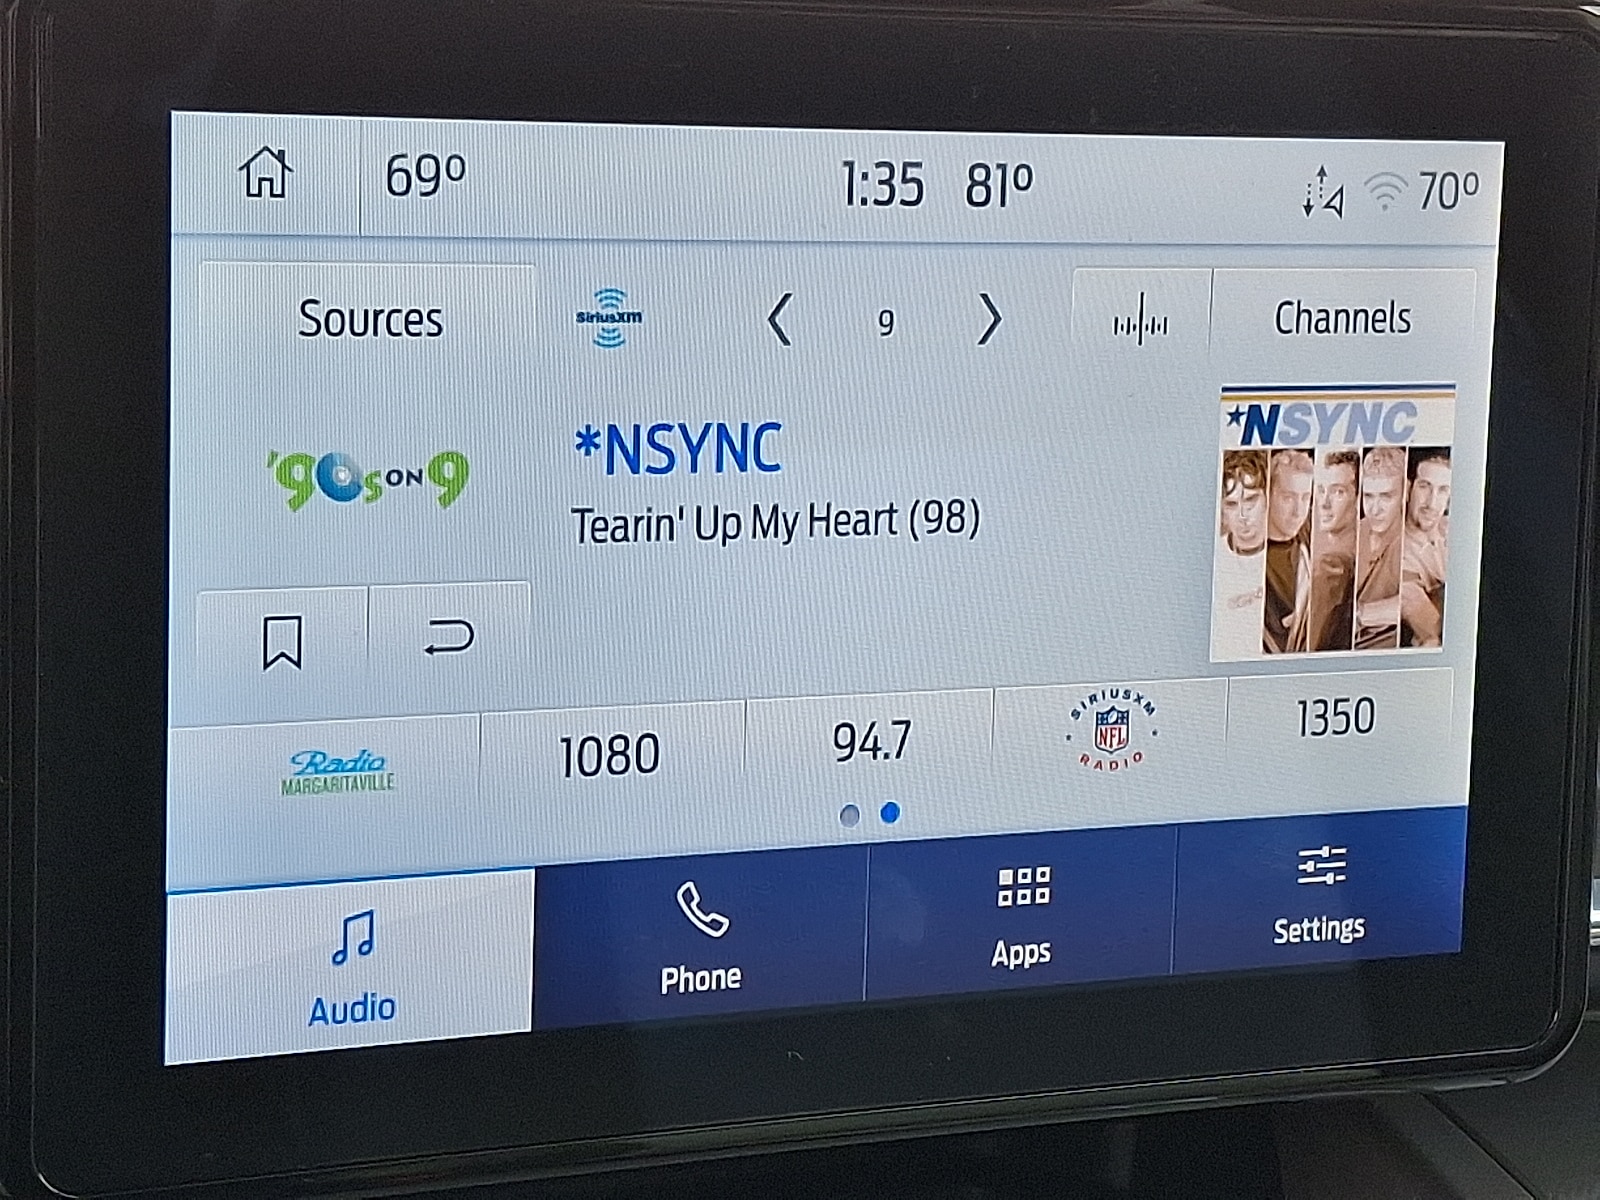 69°
1:35 81°
70°
Sources
SiriusXM
9
Channels
'90s ON 9
*NSYNC
Tearin' Up My Heart (98)
*NSYNC
Radio
MARGARITAVILLE
1080
94.7
SIRIUSXM
NFL
RADIO
1350
Audio
Phone
Apps
Settings